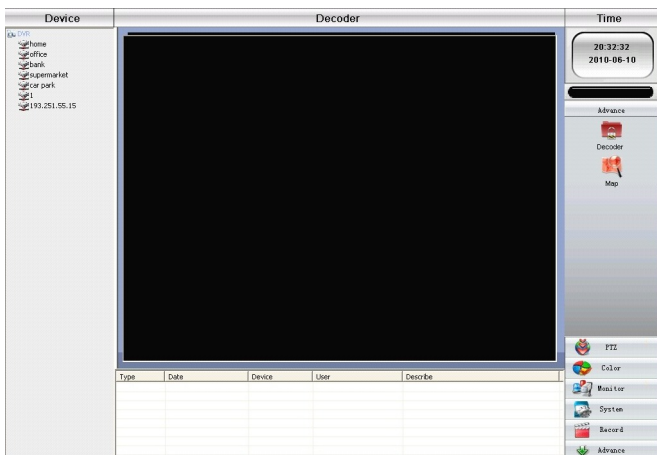 Device
Decoder
Time
DVR
home
office
bank
supermarket
car park
1
193.251.55.15
20:32:32
2010-06-10
Advance
Decoder
Map
PTZ
Color
Monitor
System
Record
Advance
Type Date Device User Describe